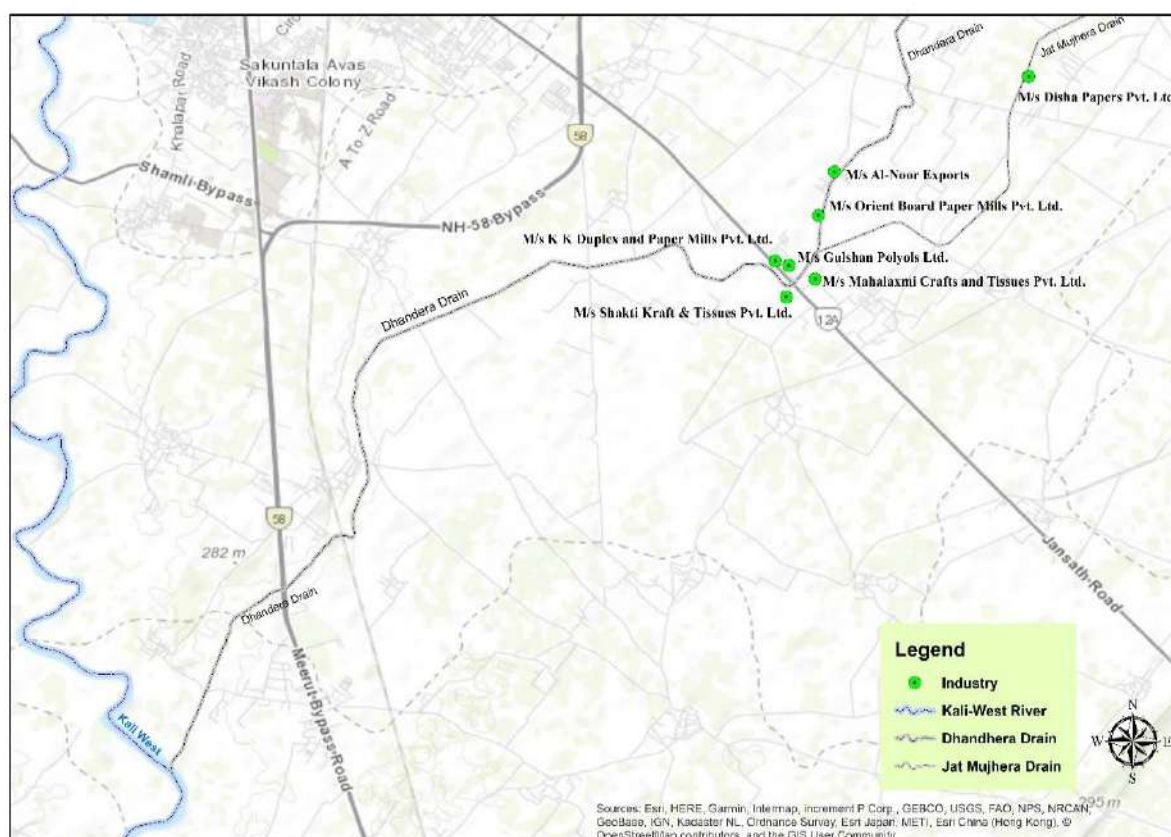 Circ
Dhandera Drain
Jat Mujhera Drain
Sakuntala Avas
Vikash Colony
Khalapar Road
A To Z Road
M/s Disha Papers Pvt. Ltd
58
Shamli-Bypass
M/s Al-Noor Exports
NH-58-Bypass
M/s Orient Board Paper Mills Pvt. Ltd.
M/s K K Duplex and Paper Mills Pvt. Ltd.
M/s Gulshan Polyols Ltd.
M/s Mahalaxmi Crafts and Tissues Pvt. Ltd.
M/s Shakti Kraft & Tissues Pvt. Ltd.
12A
Dhandera Drain
58
282 m
Jansath-Road
Dhandera Drain
Meerut-Bypass-Road
Kali West
Legend
Industry
Kali-West River
Dhandhera Drain
Jat Mujhera Drain
N
W
S
295 m
Sources: Esri, HERE, Garmin, Intermap, increment P Corp., GEBCO, USGS, FAO, NPS, NRCAN,
GeoBase, IGN, Kadaster NL, Ordnance Survey, Esri Japan, METI, Esri China (Hong Kong), ©
OpenStreetMap contributors, and the GIS User Community